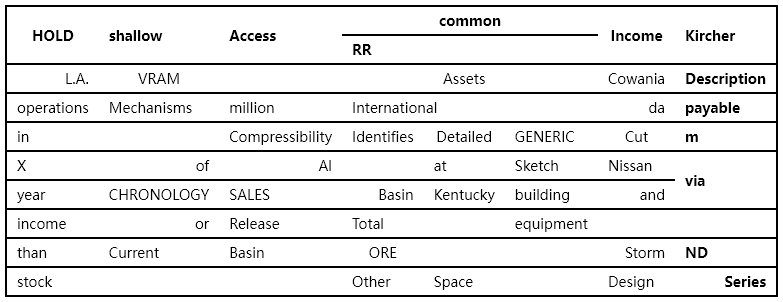 common
HOLD shallow Access Income Kircher
RR
L.A. VRAM Assets Cowania Description
operations Mechanisms million International da payable
in Compressibility Identifies Detailed GENERIC Cut m
X of AI at Sketch Nissan
via
year CHRONOLOGY SALES Basin Kentucky building and
income or Release Total equipment
than Current Basin ORE Storm ND
stock Other Space Design Series